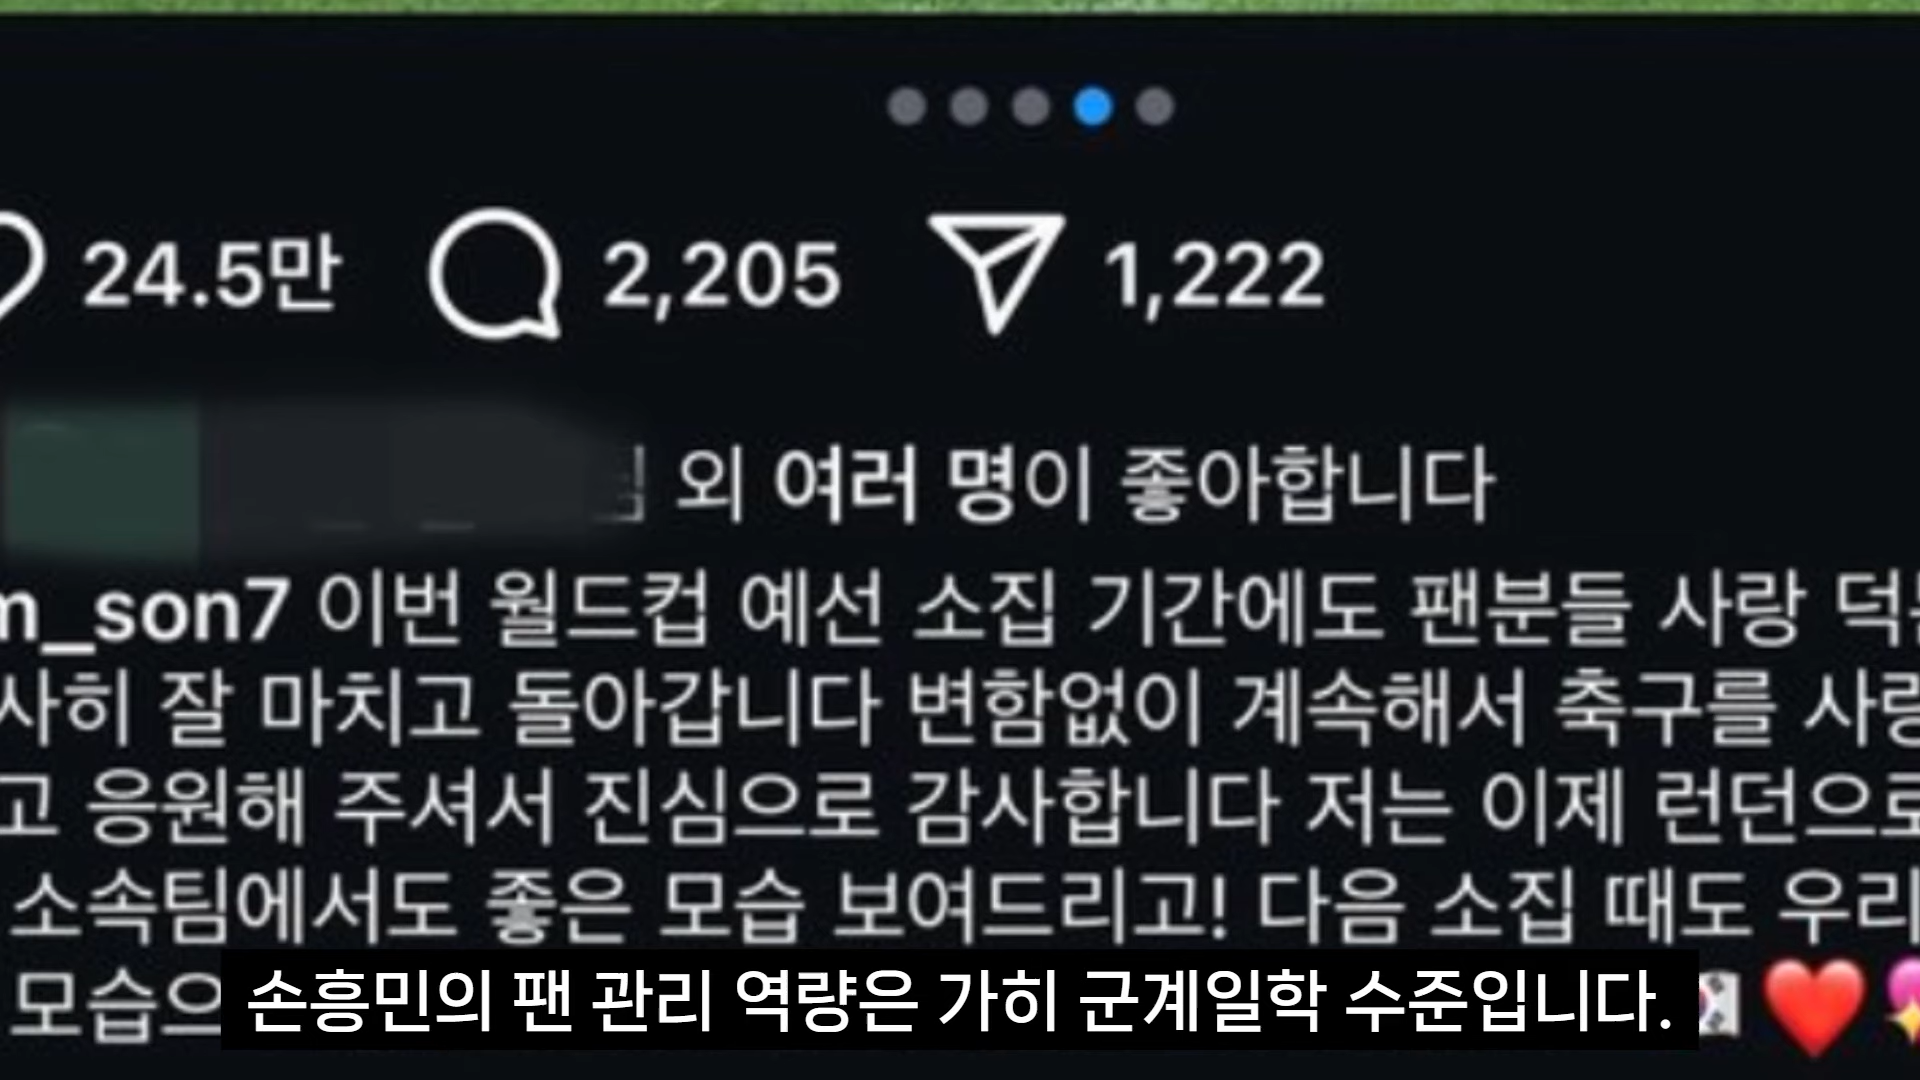 24.5만 2,205 1,222
외 여러 명이 좋아합니다
m_son7 이번 월드컵 예선 소집 기간에도 팬분들 사랑
사히 잘 마치고 돌아갑니다 변함없이 계속해서 축구를 사랑
고 응원해 주셔서 진심으로 감사합니다 저는 이제 런던으로
소속팀에서도 좋은 모습 보여드리고! 다음 소집 때도 우리
모습으
손흥민의 팬 관리 역량은 가히 군계일학 수준입니다.